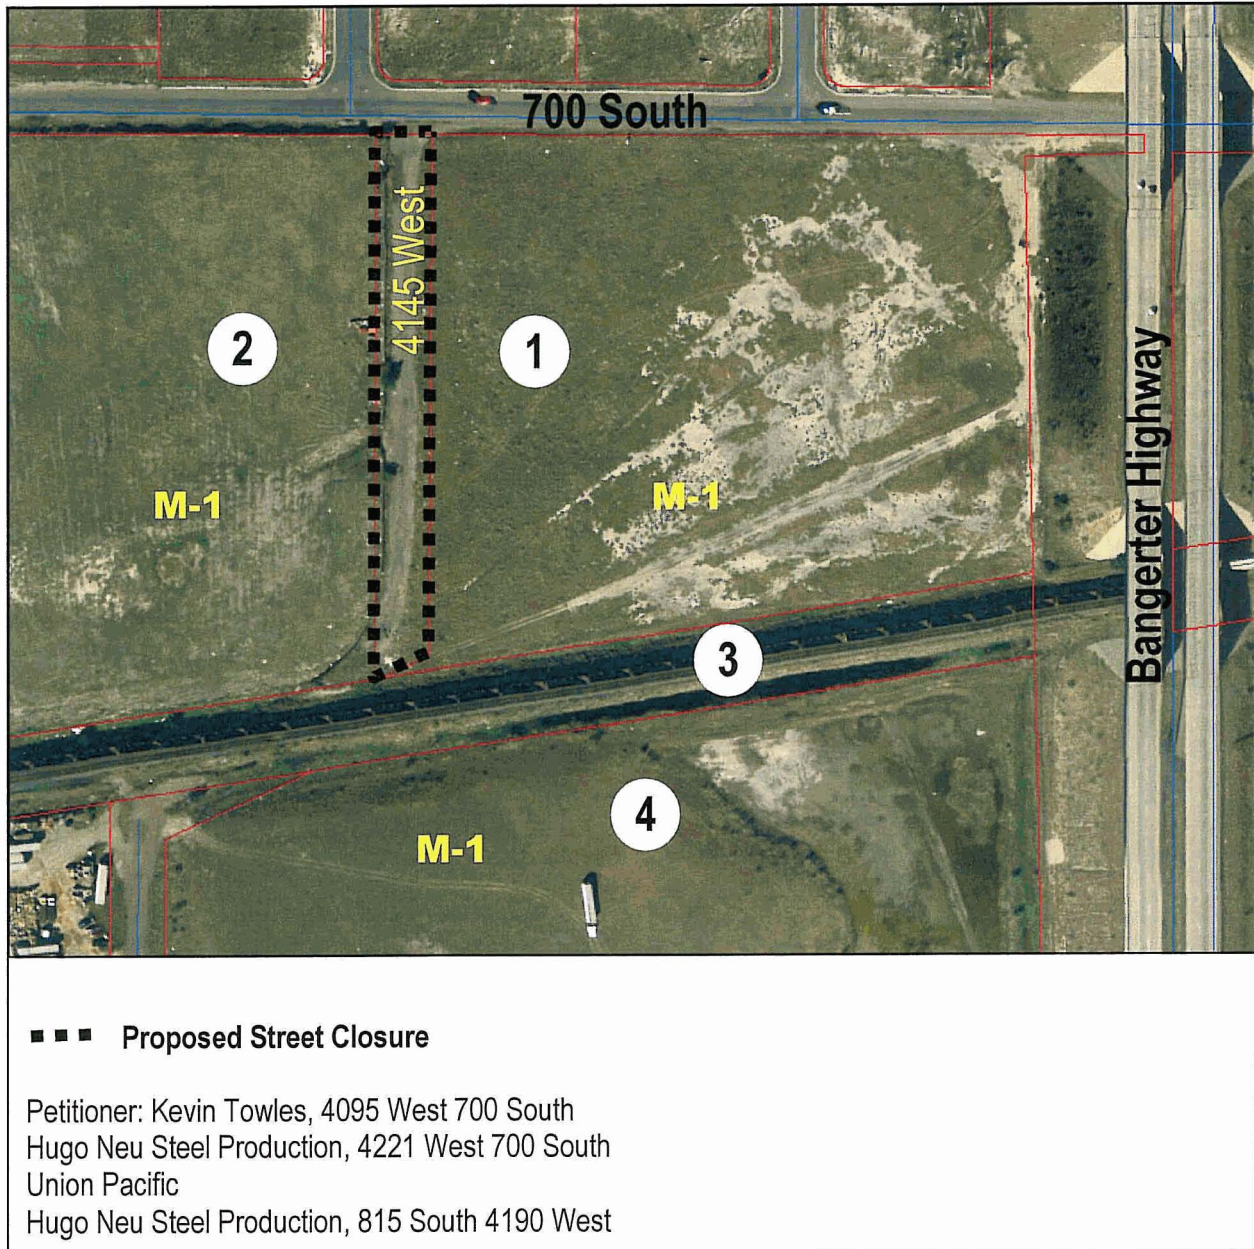 700 South
4145 West
2
1
M-1
M-1
Bangerter Highway
3
4
M-1
Proposed Street Closure
Petitioner: Kevin Towles, 4095 West 700 South
Hugo Neu Steel Production, 4221 West 700 South
Union Pacific
Hugo Neu Steel Production, 815 South 4190 West